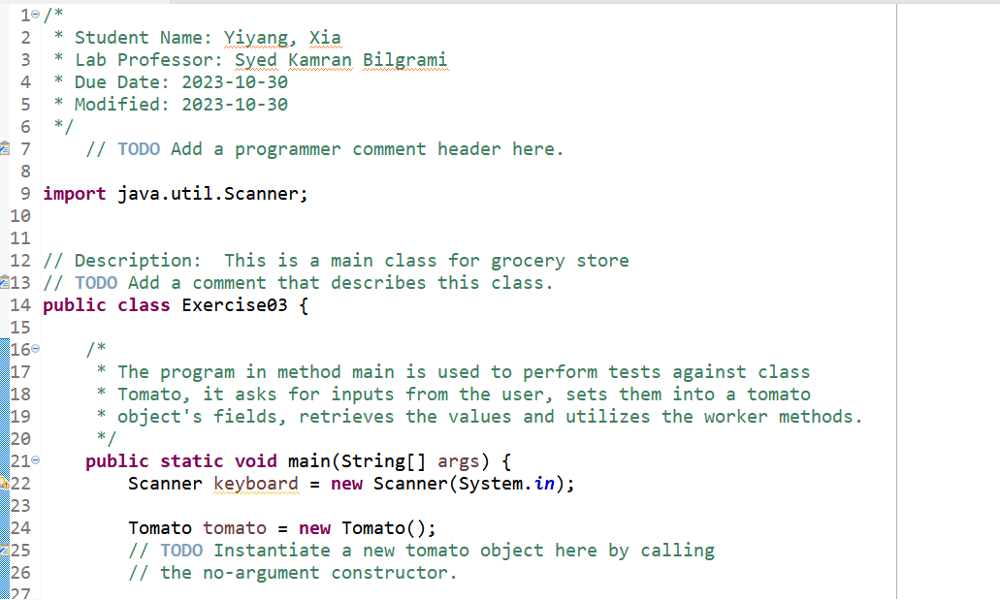 1 /*
2  * Student Name: Yiyang, Xia
3  * Lab Professor: Syed Kamran Bilgrami
4  * Due Date: 2023-10-30
5  * Modified: 2023-10-30
6  */
7     // TODO Add a programmer comment header here.
8
9 import java.util.Scanner;
10
11
12 // Description:  This is a main class for grocery store
13 // TODO Add a comment that describes this class.
14 public class Exercise03 {
15
16     /*
17      * The program in method main is used to perform tests against class
18      * Tomato, it asks for inputs from the user, sets them into a tomato
19      * object's fields, retrieves the values and utilizes the worker methods.
20      */
21     public static void main(String[] args) {
22         Scanner keyboard = new Scanner(System.in);
23
24         Tomato tomato = new Tomato();
25         // TODO Instantiate a new tomato object here by calling
26         // the no-argument constructor.
27